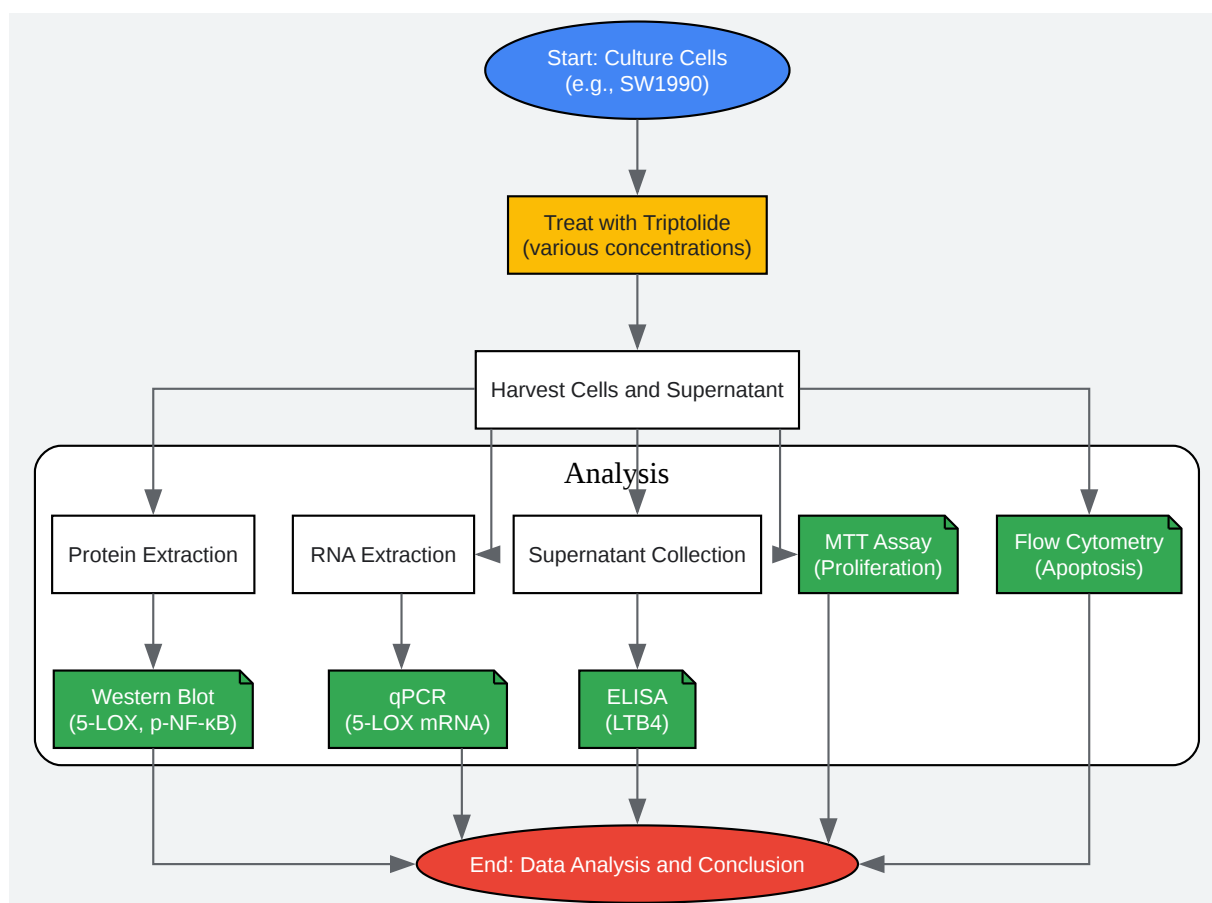 Start: Culture Cells
(e.g., SW1990)
Treat with Triptolide
(various concentrations)
Harvest Cells and Supernatant
Analysis
Protein Extraction
RNA Extraction
Supernatant Collection
MTT Assay
(Proliferation)
Flow Cytometry
(Apoptosis)
Western Blot
(5-LOX, p-NF-κB)
qPCR
(5-LOX mRNA)
ELISA
(LTB4)
End: Data Analysis and Conclusion